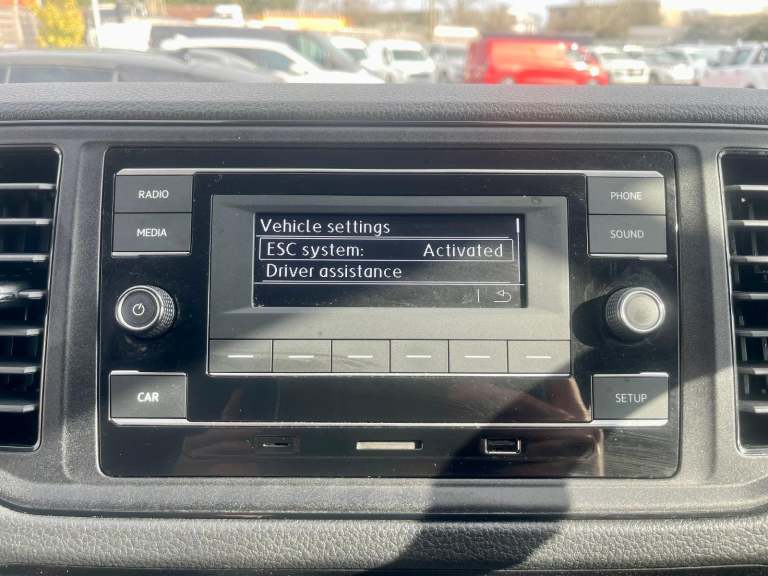 RADIO
MEDIA
PHONE
SOUND
Vehicle settings
ESC system: Activated
Driver assistance
CAR
SETUP